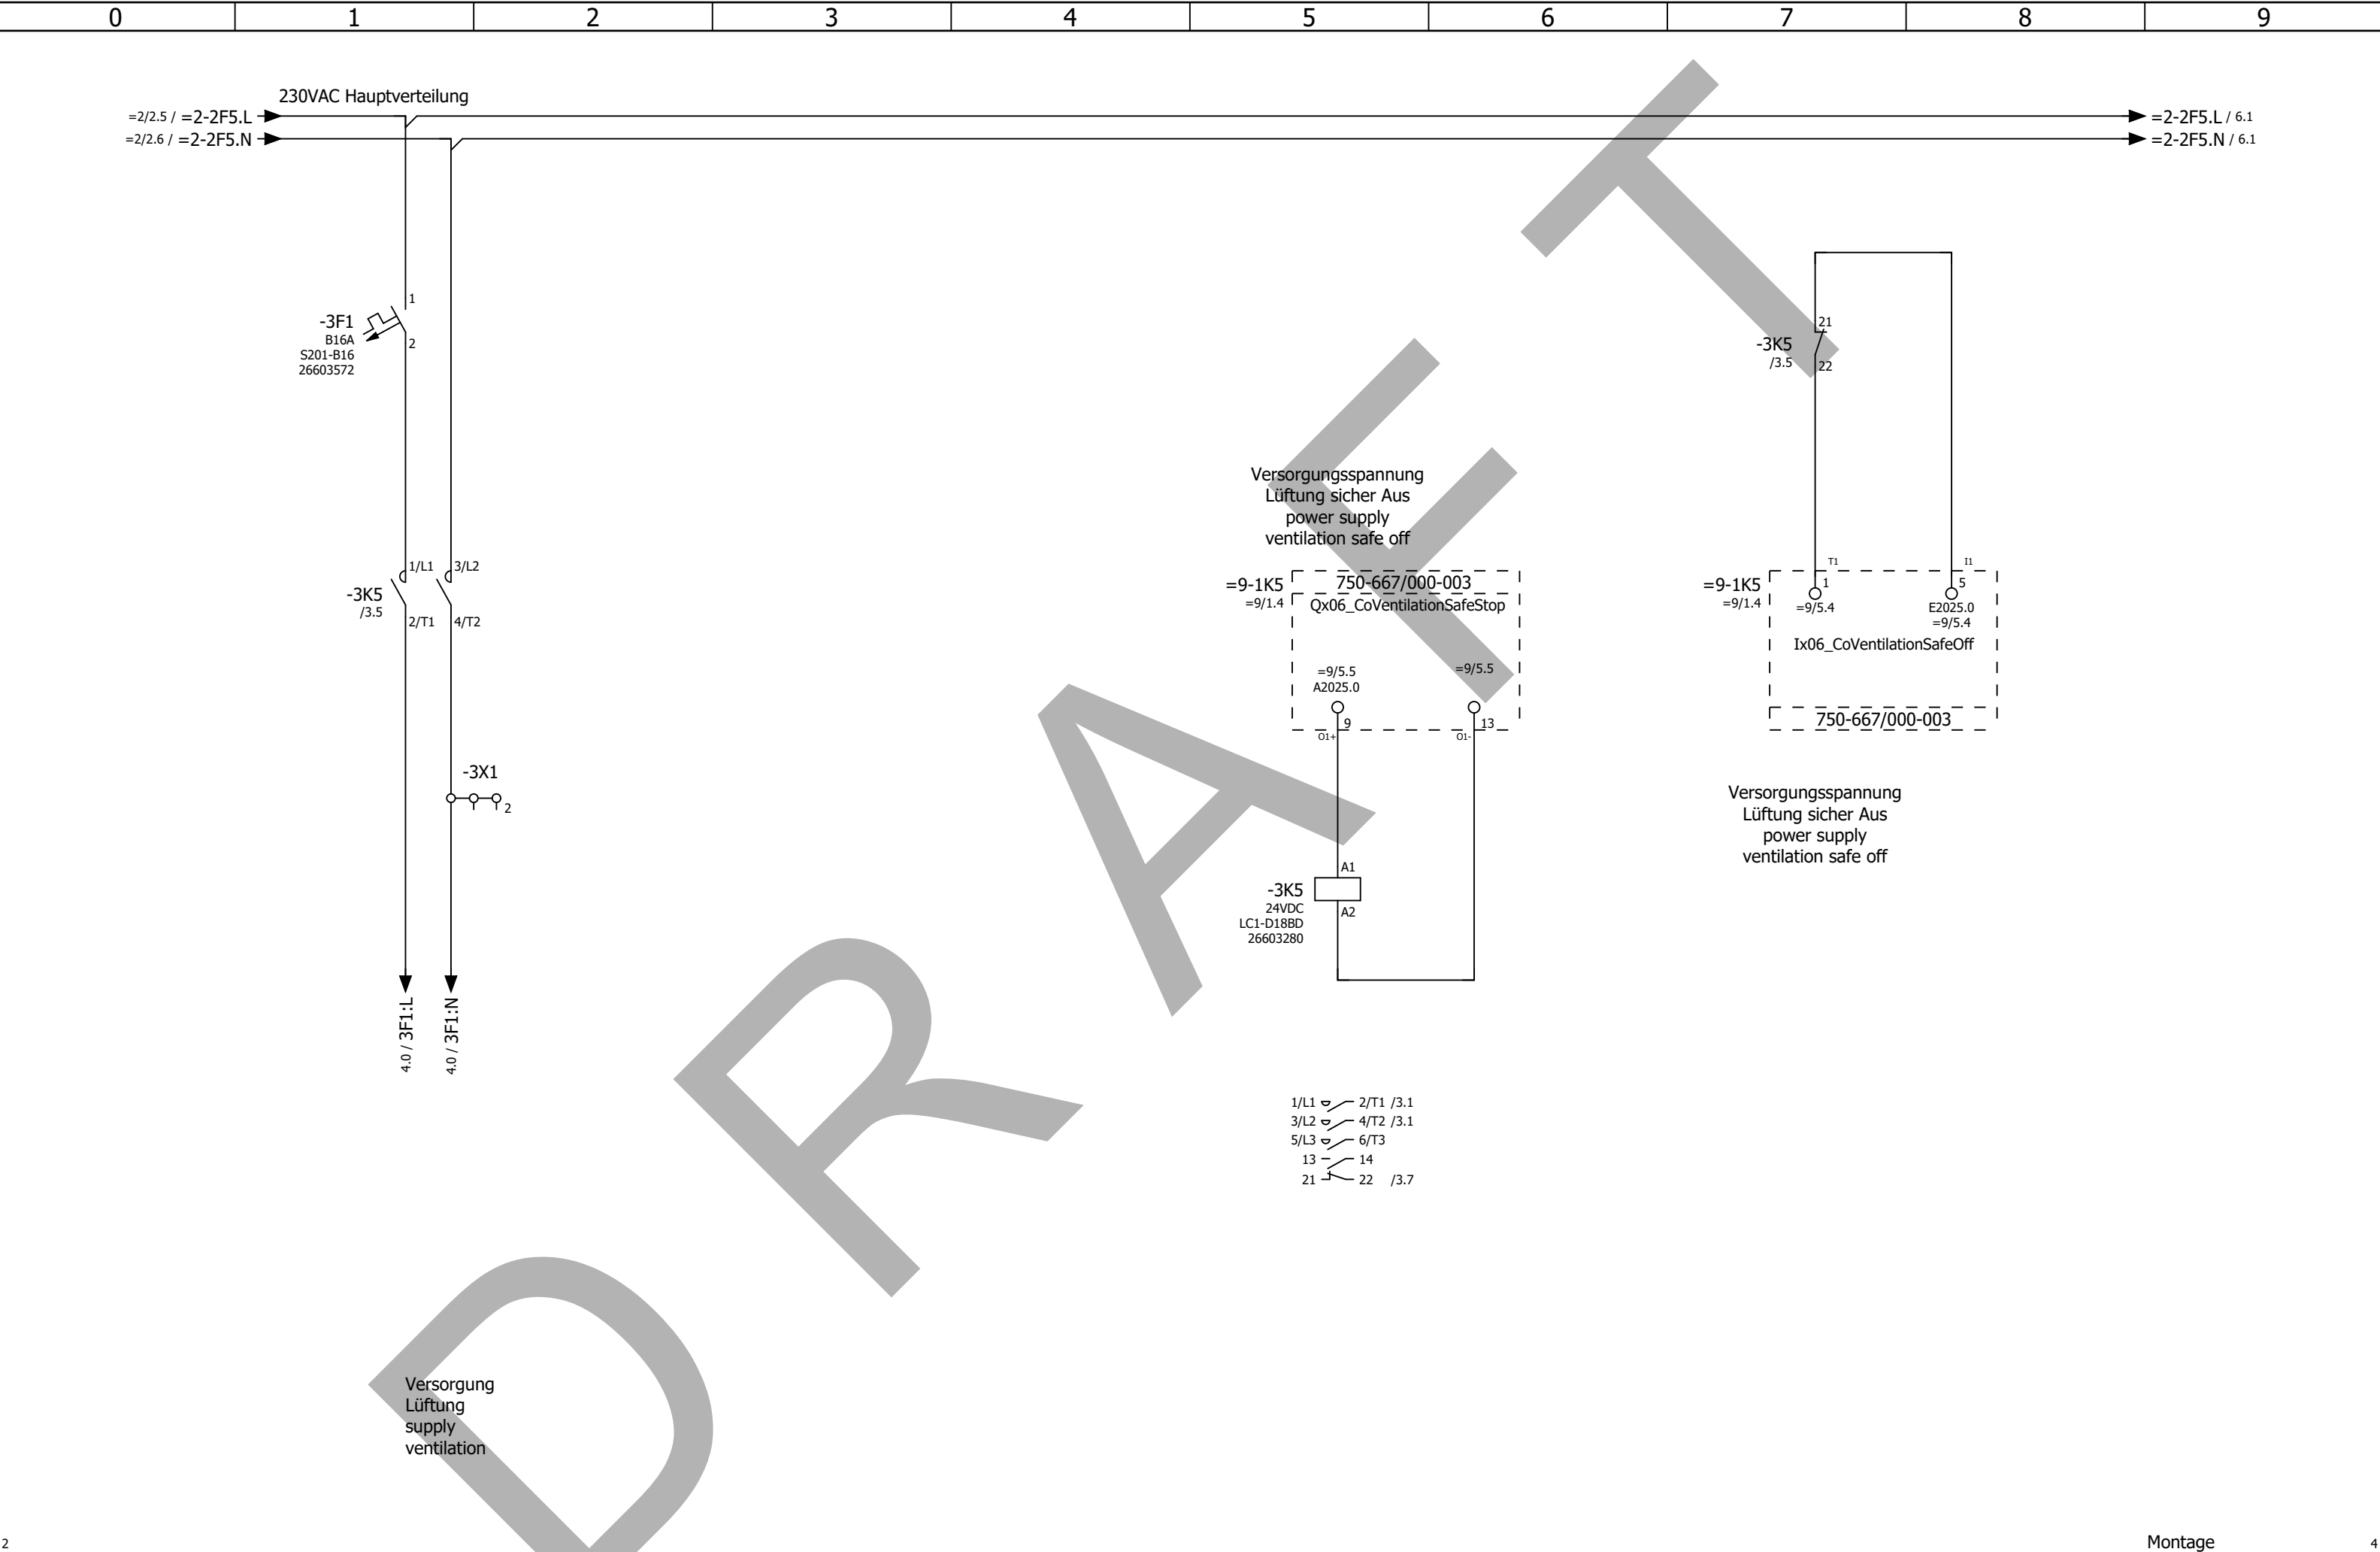 0 1 2 3 4 5 6 7 8 9
230VAC Hauptverteilung
=2/2.5 / =2-2F5.L
=2/2.6 / =2-2F5.N
=2-2F5.L / 6.1
=2-2F5.N / 6.1
1
-3F1
B16A
S201-B16
26603572
2
1/L1
3/L2
-3K5
/3.5
2/T1
4/T2
-3X1
2
4.0 / 3F1:L
4.0 / 3F1:N
Versorgung
Lüftung
supply
ventilation
Versorgungsspannung
Lüftung sicher Aus
power supply
ventilation safe off
=9-1K5
=9/1.4
750-667/000-003
Qx06_CoVentilationSafeStop
=9/5.5
A2025.0
=9/5.5
9
13
O1+
O1-
A1
-3K5
24VDC
LC1-D18BD
26603280
A2
1/L1 2/T1 /3.1
3/L2 4/T2 /3.1
5/L3 6/T3
13 14
21 22 /3.7
21
-3K5
/3.5
22
T1
I1
=9-1K5
=9/1.4
1
5
=9/5.4
E2025.0
=9/5.4
Ix06_CoVentilationSafeOff
750-667/000-003
Versorgungsspannung
Lüftung sicher Aus
power supply
ventilation safe off
DRAFT
2
Montage
4